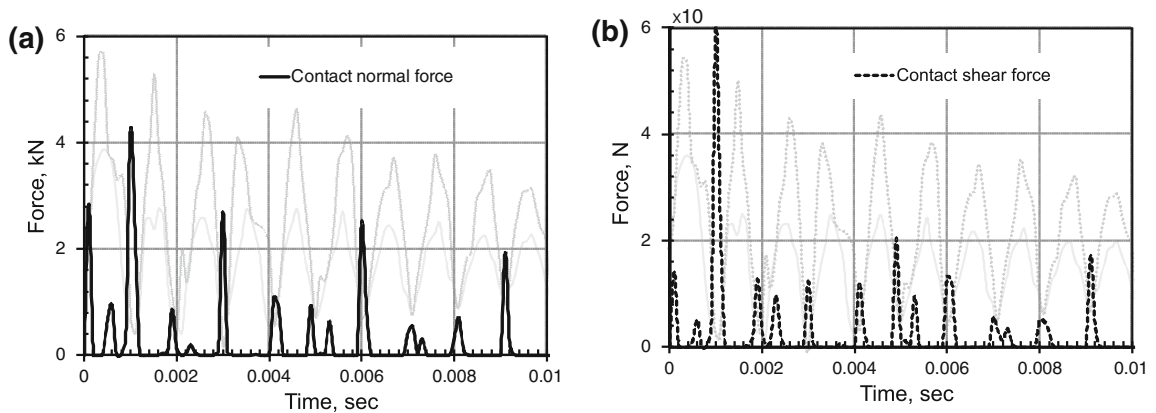 (a)
6
4
2
0
Force, kN
Contact normal force
0 0.002 0.004 0.006 0.008 0.01
Time, sec
(b)
x10
6
4
2
0
Force, N
Contact shear force
0 0.002 0.004 0.006 0.008 0.01
Time, sec